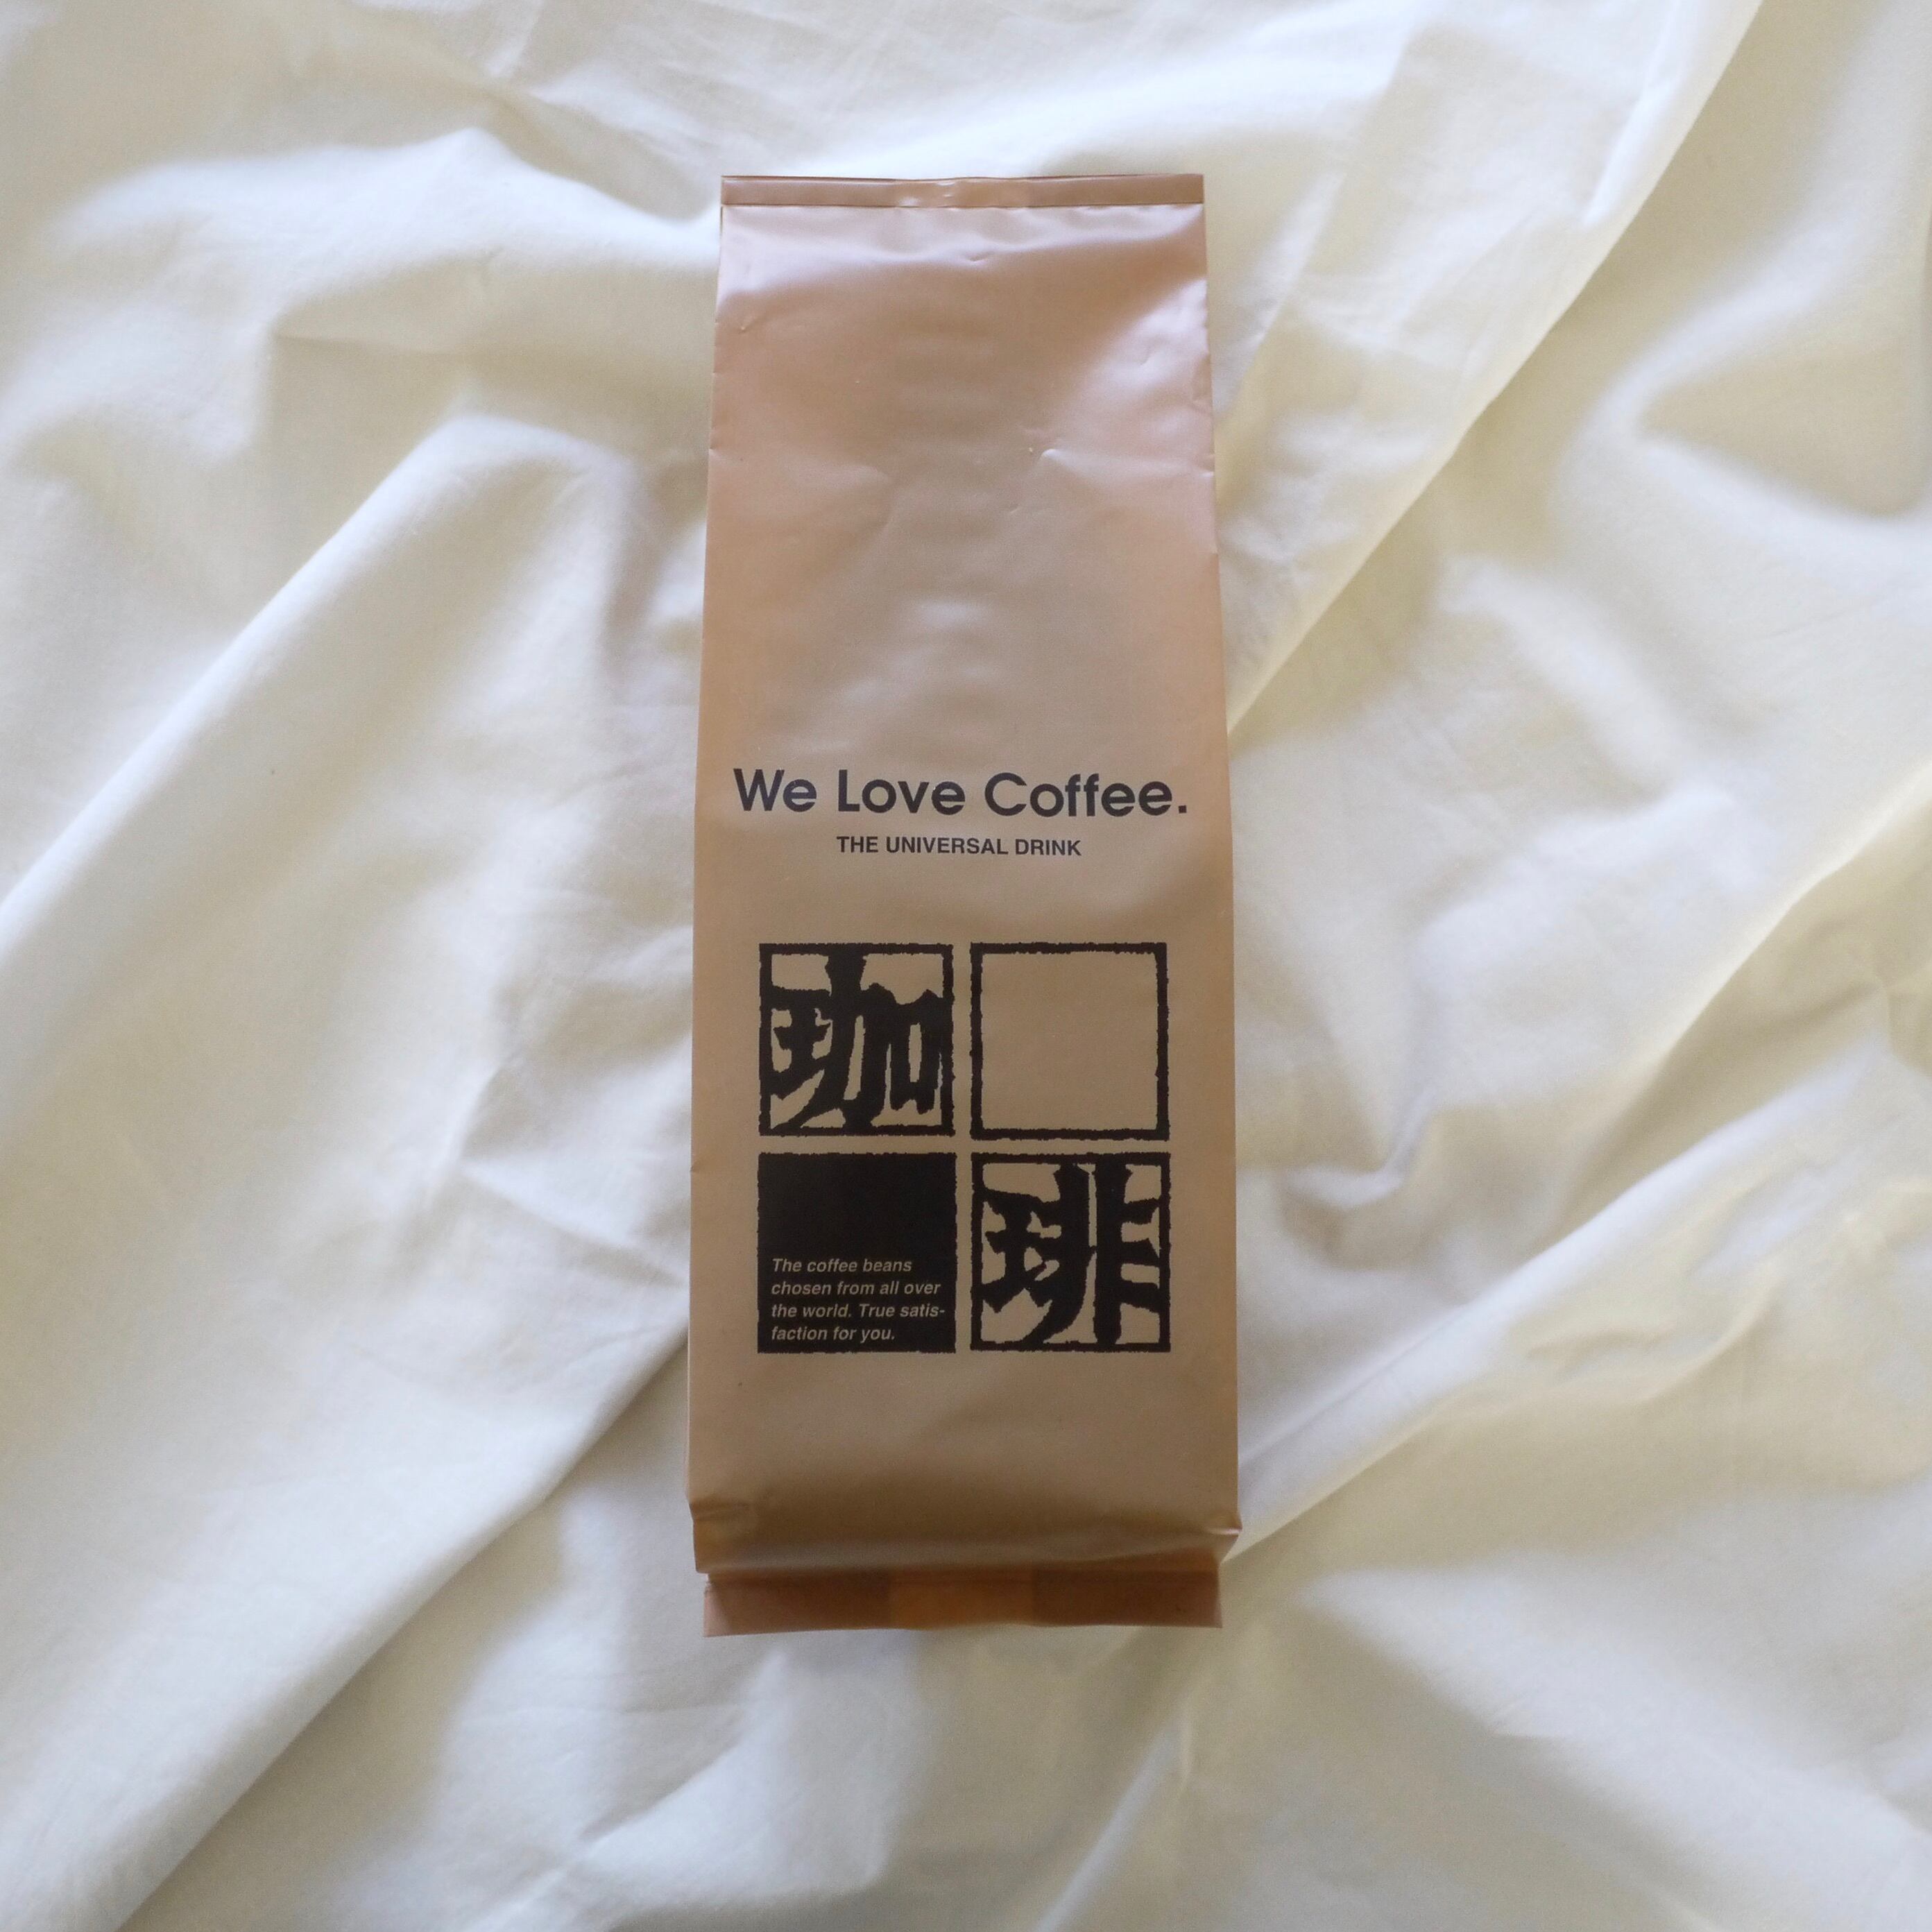 We Love Coffee.
THE UNIVERSAL DRINK
珈
The coffee beans
chosen from all over
the world. True satis-
faction for you.
琲